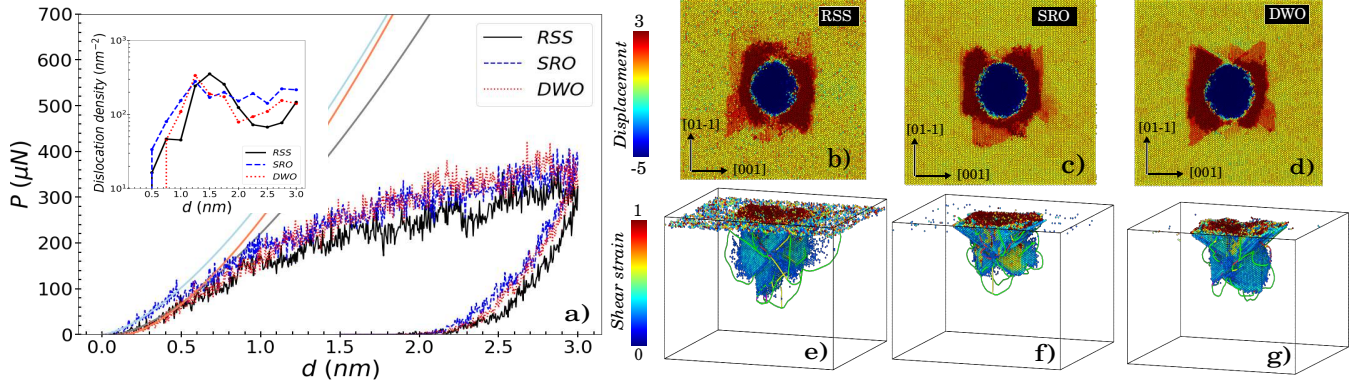 a)
P (μN)
700
600
500
400
300
200
100
0
0.0
0.5
1.0
1.5
2.0
2.5
3.0
d (nm)
RSS
SRO
DWO
Dislocation density (nm⁻²)
10³
10²
10¹
0.5
1.0
1.5
2.0
2.5
3.0
d (nm)
RSS
SRO
DWO
3
Displacement
-5
RSS
[01-1]
[001]
b)
SRO
[01-1]
[001]
c)
DWO
[01-1]
[001]
d)
1
Shear strain
0
e)
f)
g)